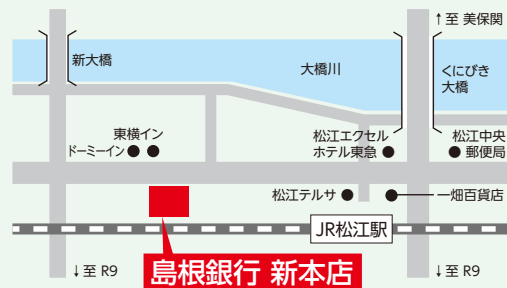 ↑至 美保関
新大橋
大橋川
くにびき
大橋
東横イン
ドーミーイン
松江エクセル
ホテル東急
松江中央
郵便局
松江テルサ
一畑百貨店
JR松江駅
島根銀行 新本店
↓至 R9
↓至 R9